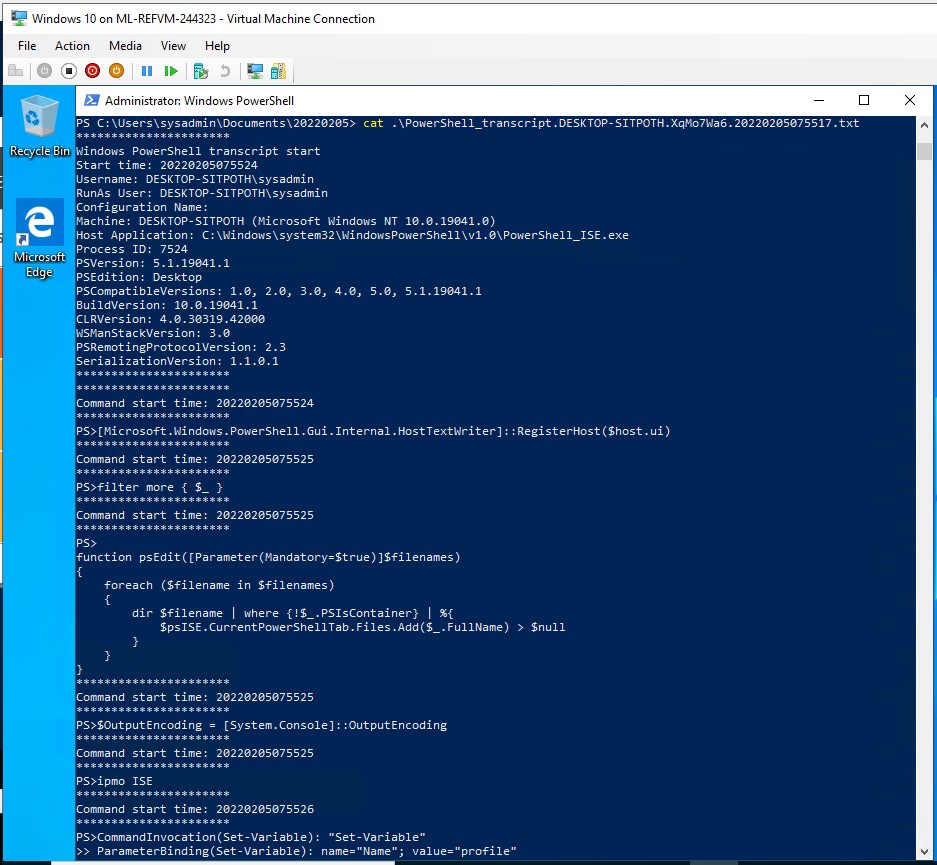 Windows 10 on ML-REFVM-244323 - Virtual Machine Connection
File Action Media View Help
Recycle Bin
Microsoft
Edge
Administrator: Windows PowerShell
PS C:\Users\sysadmin\Documents\20220205> cat .\PowerShell_transcript.DESKTOP-SITPOTH.XqMo7Wa6.20220205075517.txt
**********************
Windows PowerShell transcript start
Start time: 20220205075524
Username: DESKTOP-SITPOTH\sysadmin
RunAs User: DESKTOP-SITPOTH\sysadmin
Configuration Name:
Machine: DESKTOP-SITPOTH (Microsoft Windows NT 10.0.19041.0)
Host Application: C:\Windows\system32\WindowsPowerShell\v1.0\PowerShell_ISE.exe
Process ID: 7524
PSVersion: 5.1.19041.1
PSEdition: Desktop
PSCompatibleVersions: 1.0, 2.0, 3.0, 4.0, 5.0, 5.1.19041.1
BuildVersion: 10.0.19041.1
CLRVersion: 4.0.30319.42000
WSManStackVersion: 3.0
PSRemotingProtocolVersion: 2.3
SerializationVersion: 1.1.0.1
**********************
**********************
Command start time: 20220205075524
**********************
PS>[Microsoft.Windows.PowerShell.Gui.Internal.HostTextWriter]::RegisterHost($host.ui)
**********************
Command start time: 20220205075525
**********************
PS>filter more { $_ }
**********************
Command start time: 20220205075525
**********************
PS>
function psEdit([Parameter(Mandatory=$true)]$filenames)
{
    foreach ($filename in $filenames)
    {
        dir $filename | where {!$_.PSIsContainer} | %{
            $psISE.CurrentPowerShellTab.Files.Add($_.FullName) > $null
        }
    }
}
**********************
Command start time: 20220205075525
**********************
PS>$OutputEncoding = [System.Console]::OutputEncoding
**********************
Command start time: 20220205075525
**********************
PS>ipmo ISE
**********************
Command start time: 20220205075526
**********************
PS>CommandInvocation(Set-Variable): "Set-Variable"
>> ParameterBinding(Set-Variable): name="Name"; value="profile"